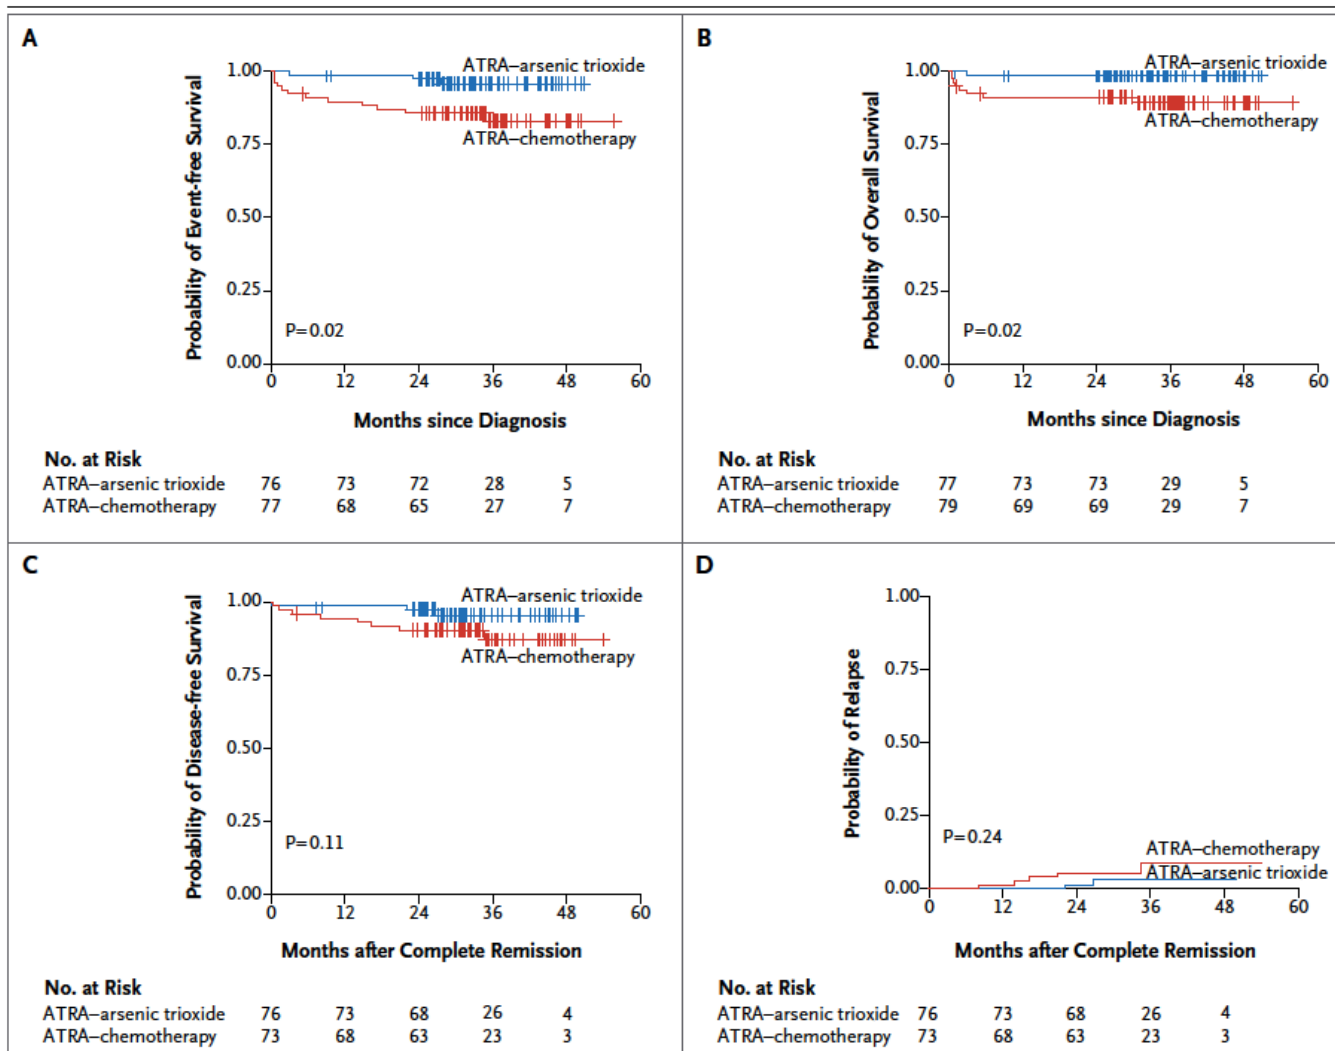 A
1.00
0.75
0.50
0.25
0.00
Probability of Event-free Survival
ATRA–arsenic trioxide
ATRA–chemotherapy
P=0.02
0 12 24 36 48 60
Months since Diagnosis
No. at Risk
ATRA–arsenic trioxide 76 73 72 28 5
ATRA–chemotherapy 77 68 65 27 7
B
1.00
0.75
0.50
0.25
0.00
Probability of Overall Survival
ATRA–arsenic trioxide
ATRA–chemotherapy
P=0.02
0 12 24 36 48 60
Months since Diagnosis
No. at Risk
ATRA–arsenic trioxide 77 73 73 29 5
ATRA–chemotherapy 79 69 69 29 7
C
1.00
0.75
0.50
0.25
0.00
Probability of Disease-free Survival
ATRA–arsenic trioxide
ATRA–chemotherapy
P=0.11
0 12 24 36 48 60
Months after Complete Remission
No. at Risk
ATRA–arsenic trioxide 76 73 68 26 4
ATRA–chemotherapy 73 68 63 23 3
D
1.00
0.75
0.50
0.25
0.00
Probability of Relapse
P=0.24
ATRA–chemotherapy
ATRA–arsenic trioxide
0 12 24 36 48 60
Months after Complete Remission
No. at Risk
ATRA–arsenic trioxide 76 73 68 26 4
ATRA–chemotherapy 73 68 63 23 3